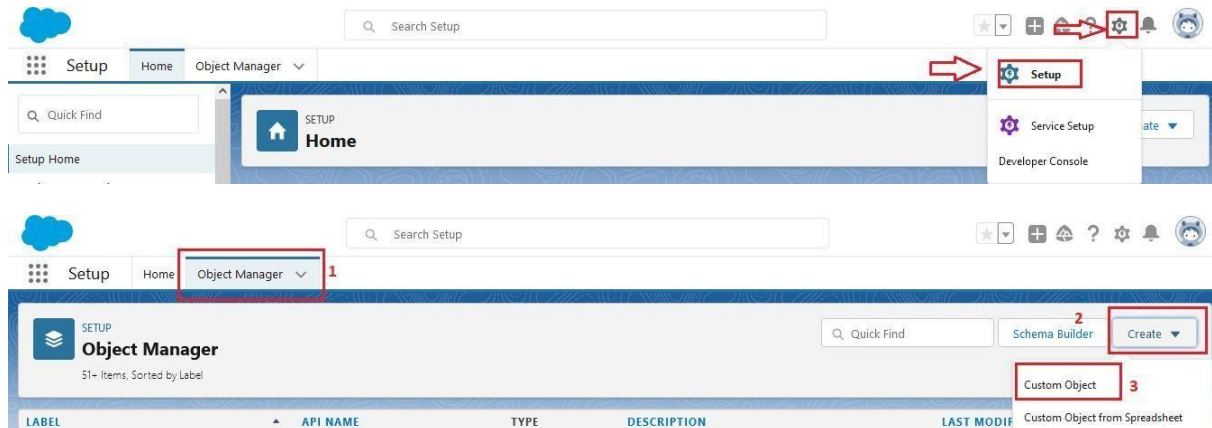 Search Setup
Setup Home Object Manager
Setup
Quick Find
SETUP
Home
Service Setup
ate
Setup Home
Developer Console
Search Setup
Setup Home Object Manager 1
SETUP
Object Manager
51+ Items, Sorted by Label
Quick Find Schema Builder 2 Create
Custom Object 3
LABEL API NAME TYPE DESCRIPTION LAST MODIF
Custom Object from Spreadsheet